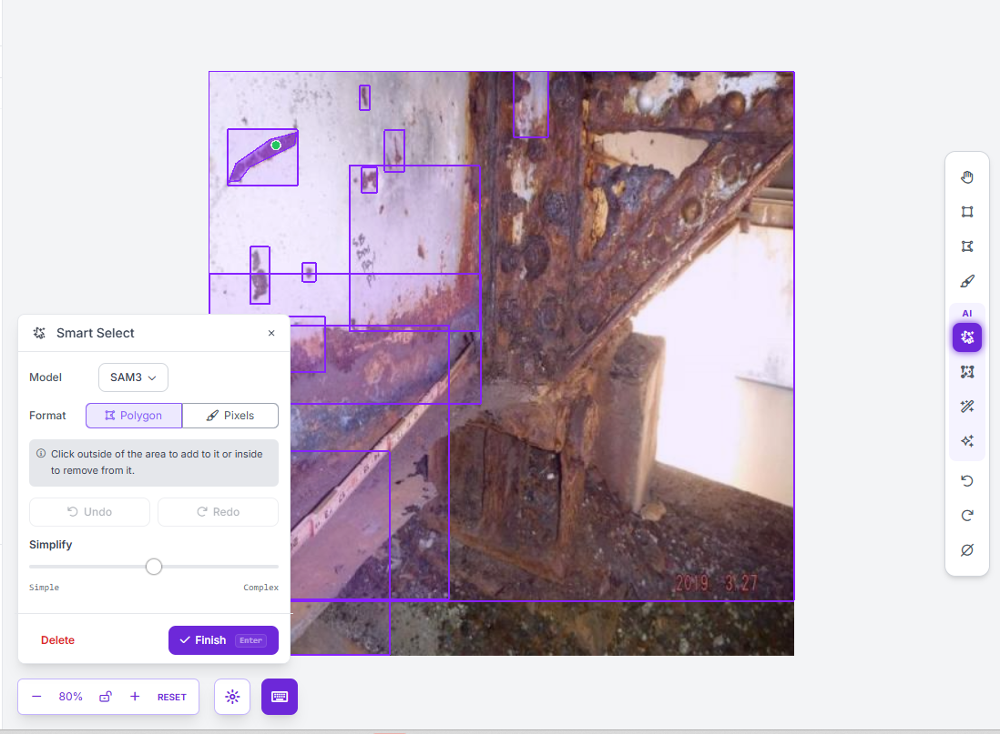 AI
Smart Select
×
Model
SAM3
Format
Polygon
Pixels
Click outside of the area to add to it or inside
to remove from it.
Undo
Redo
Simplify
Simple
Complex
Delete
Finish
Enter
80%
RESET
2019 3.27